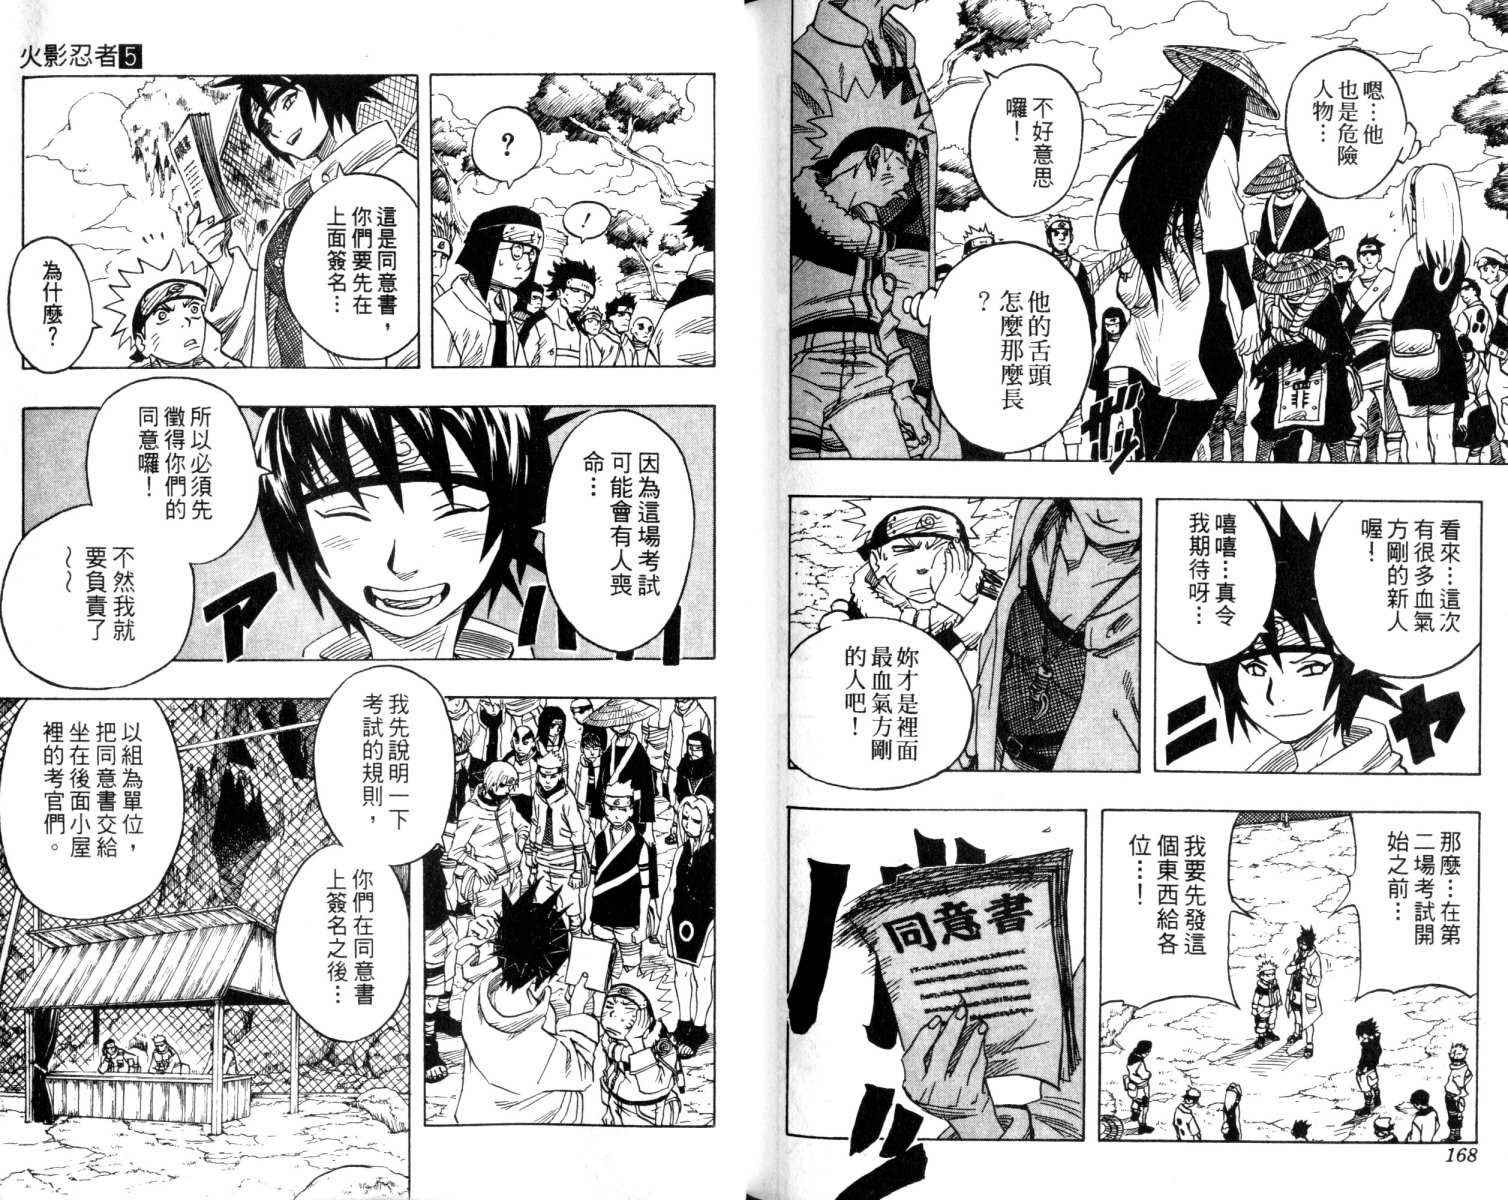 嗯…他
也是危險
人物…
不好意思
囉！
他的舌頭
怎麼那麼長
？
看來…這次
有很多血氣
方剛的新人
喔！
嘻嘻…真令
我期待呀…
妳才是裡面
最血氣方剛
的人吧！
那麼…在第
二場考試開
始之前…
我要先發這
個東西給各
位…！
同意書
168
火影忍者5
？
！
這是同意書，
你們要先在
上面簽名…
為什麼？
因為這場考試
可能會有人喪
命…
所以必須先
徵得你們的
同意囉！
不然我就
要負責了
～～
我先說明一下
考試的規則，
你們在同意書
上簽名之後…
以組為單位，
把同意書交給
坐在後面小屋
裡的考官們。